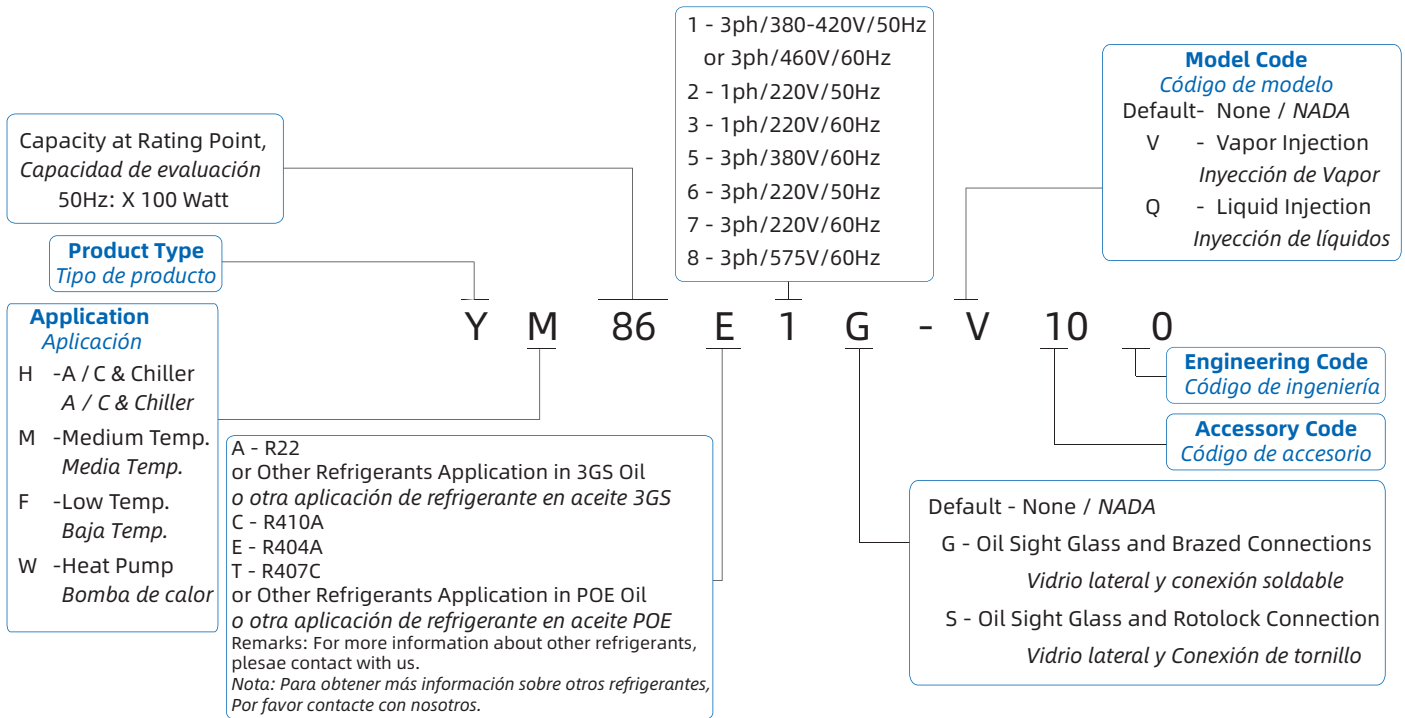 1 - 3ph/380-420V/50Hz
or 3ph/460V/60Hz
2 - 1ph/220V/50Hz
3 - 1ph/220V/60Hz
5 - 3ph/380V/60Hz
6 - 3ph/220V/50Hz
7 - 3ph/220V/60Hz
8 - 3ph/575V/60Hz
Model Code
Código de modelo
Default- None / NADA
V - Vapor Injection
Inyección de Vapor
Q - Liquid Injection
Inyección de líquidos
Capacity at Rating Point,
Capacidad de evaluación
50Hz: X 100 Watt
Product Type
Tipo de producto
Y M 86 E 1 G - V 10 0
Application
Aplicación
H -A / C & Chiller
A / C & Chiller
M -Medium Temp.
Media Temp.
F -Low Temp.
Baja Temp.
W -Heat Pump
Bomba de calor
A - R22
or Other Refrigerants Application in 3GS Oil
o otra aplicación de refrigerante en aceite 3GS
C - R410A
E - R404A
T - R407C
or Other Refrigerants Application in POE Oil
o otra aplicación de refrigerante en aceite POE
Remarks: For more information about other refrigerants,
plesae contact with us.
Nota: Para obtener más información sobre otros refrigerantes,
Por favor contacte con nosotros.
Engineering Code
Código de ingeniería
Accessory Code
Código de accesorio
Default - None / NADA
G - Oil Sight Glass and Brazed Connections
Vidrio lateral y conexión soldable
S - Oil Sight Glass and Rotolock Connection
Vidrio lateral y Conexión de tornillo